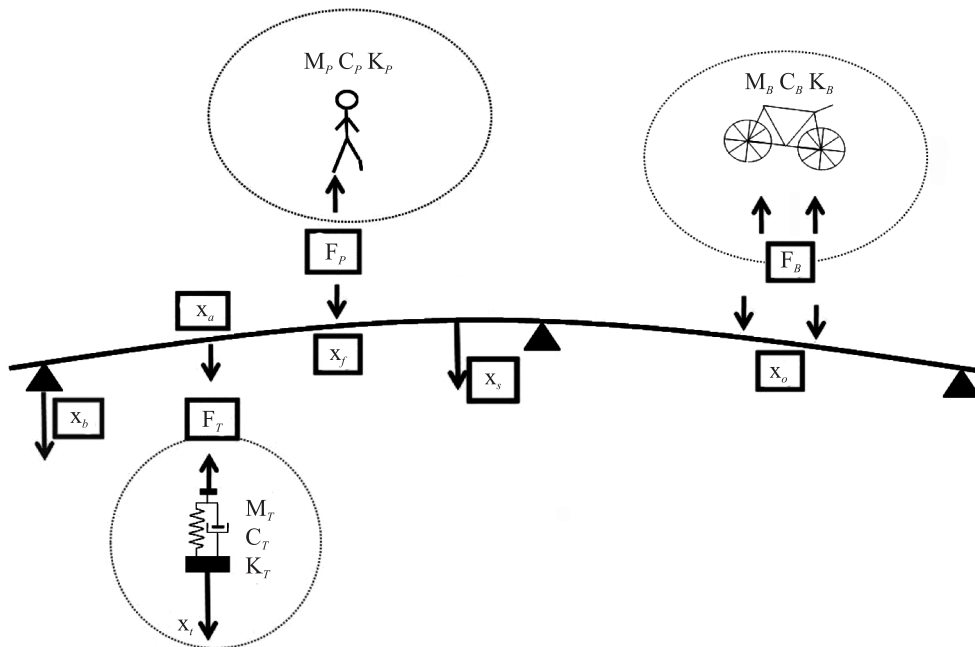 M_P C_P K_P
M_B C_B K_B
F_P
F_B
x_a
x_f
x_s
x_o
x_b
F_T
M_T
C_T
K_T
x_t